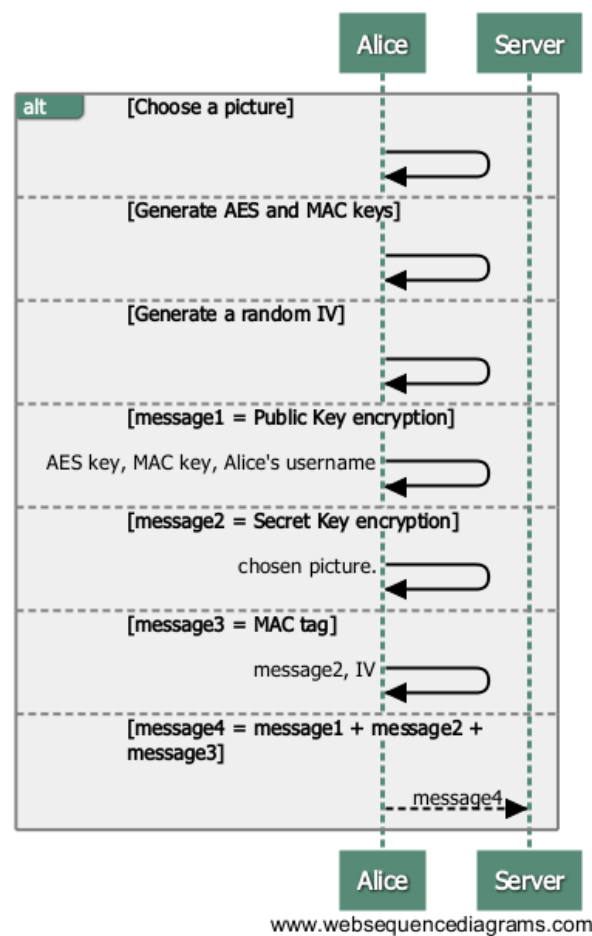 Alice Server
alt [Choose a picture]
[Generate AES and MAC keys]
[Generate a random IV]
[message1 = Public Key encryption]
AES key, MAC key, Alice's username
[message2 = Secret Key encryption]
chosen picture.
[message3 = MAC tag]
message2, IV
[message4 = message1 + message2 +
message3]
message4
Alice Server
www.websequencediagrams.com